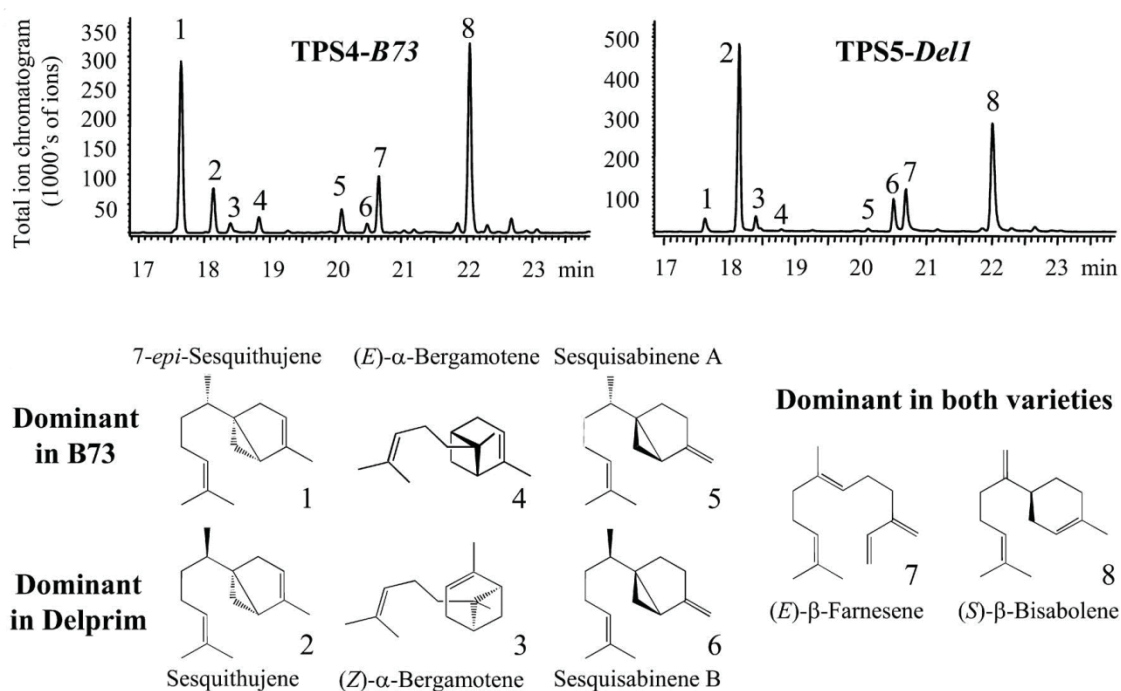 Total ion chromatogram
(1000's of ions)
350
300
250
200
150
100
50
TPS4-B73
1
2
3
4
5
6
7
8
17 18 19 20 21 22 23 min
500
400
300
200
100
TPS5-Del1
1
2
3
4
5
6
7
8
17 18 19 20 21 22 23 min
7-epi-Sesquithujene (E)-α-Bergamotene Sesquisabinene A
Dominant
in B73
1
4
5
Dominant in both varieties
7
(E)-β-Farnesene
8
(S)-β-Bisabolene
Dominant
in Delprim
2
3
6
Sesquithujene (Z)-α-Bergamotene Sesquisabinene B